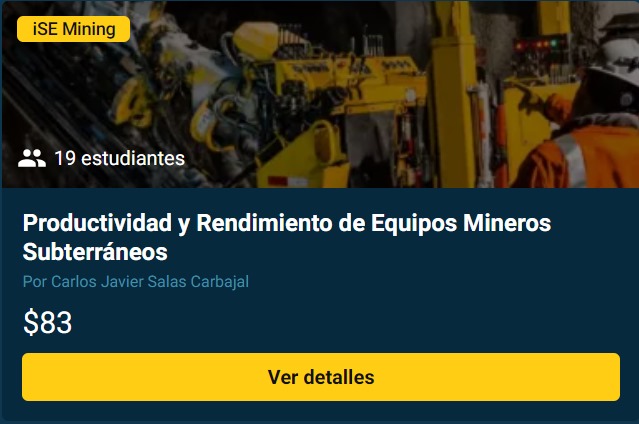 iSE Mining
19 estudiantes
Productividad y Rendimiento de Equipos Mineros
Subterráneos
Por Carlos Javier Salas Carbajal
$83
Ver detalles